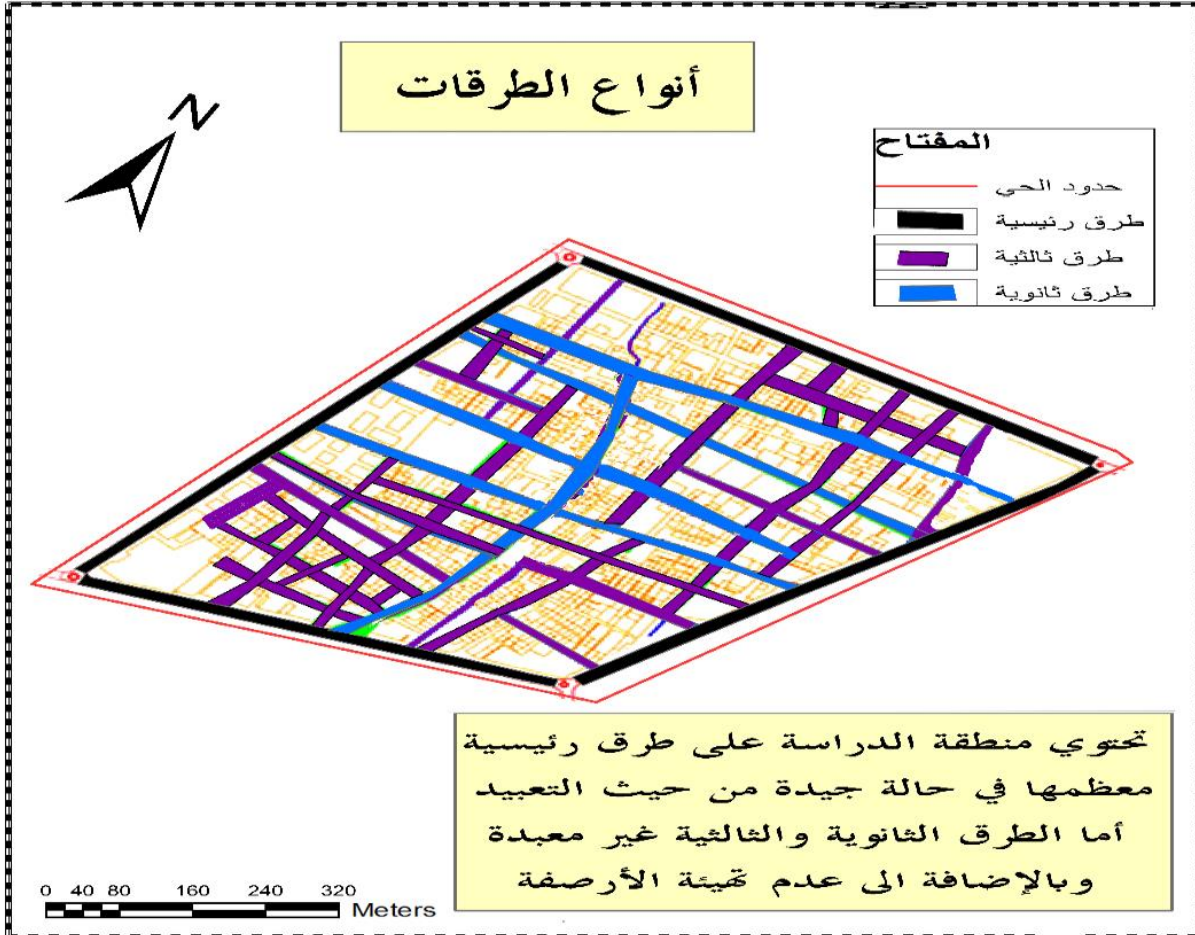 أنواع الطرقات
N
المفتاح
حدود الحي
طرق رئيسية
طرق ثالثية
طرق ثانوية
تحتوي منطقة الدراسة على طرق رئيسية
معظمها في حالة جيدة من حيث التعبيد
أما الطرق الثانوية والثالثية غير معبدة
وبالإضافة الى عدم تهيئة الأرصفة
0 40 80 160 240 320
Meters